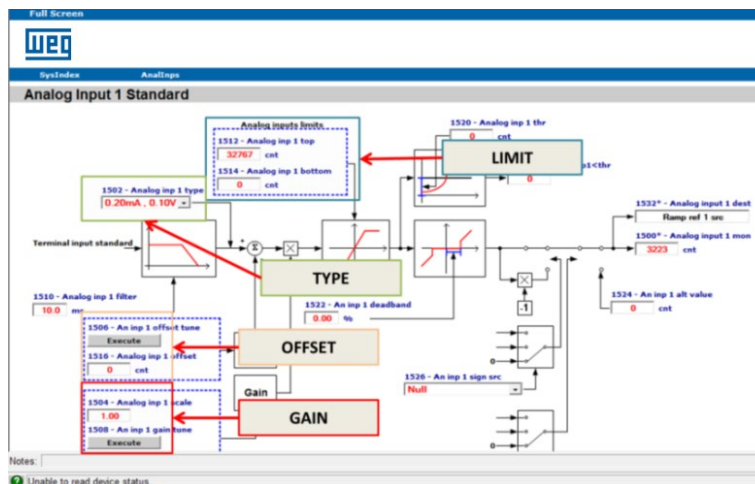 Full Screen
WEG
SysIndex AnalInps
Analog Input 1 Standard
Analog inputs limits
1512 - Analog inp 1 top
32767 cnt
1514 - Analog inp 1 bottom
0 cnt
LIMIT
1520 - Analog inp 1 thr
0 cnt
p1<thr
0
1502 - Analog inp 1 type
0.20mA , 0.10V
1532* - Analog input 1 dest
Ramp ref 1 src
1500* - Analog input 1 mon
3223 cnt
Terminal input standard
+
Σ
TYPE
1510 - Analog inp 1 filter
10.0 ms
1522 - An inp 1 deadband
0.00 %
-1
1524 - An inp 1 alt value
0 cnt
1506 - An inp 1 offset tune
Execute
1516 - Analog inp 1 offset
0 cnt
OFFSET
0
1526 - An inp 1 sign src
Null
Gain
1504 - Analog inp 1 scale
1.00
1508 - An inp 1 gain tune
Execute
GAIN
0
Notes:
Unable to read device status.